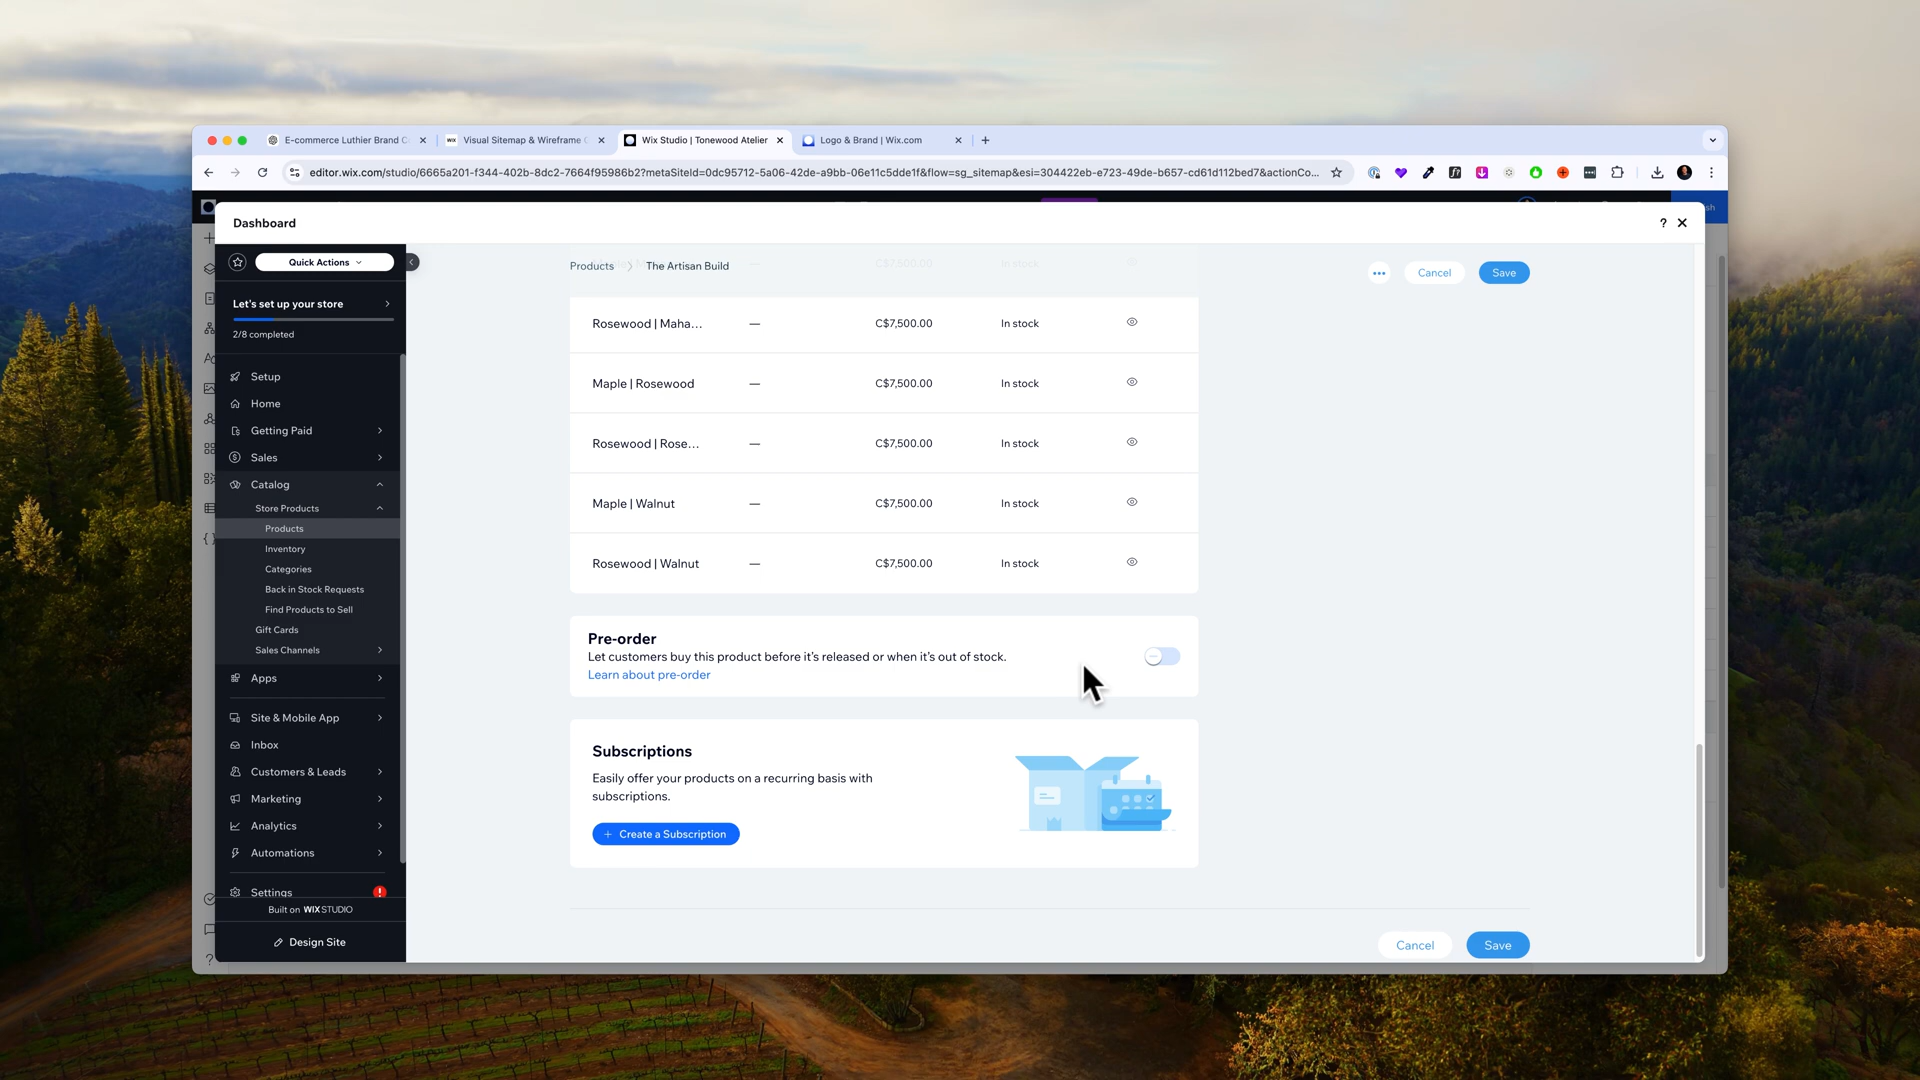 E-commerce Luthier Brand C
Visual Sitemap & Wireframe
Wix Studio | Tonewood Atelier
Logo & Brand | Wix.com
editor.wix.com/studio/6665a201-f344-402b-8dc2-7664f95986b2?metaSiteId=0dc95712-5a06-42de-a9bb-06e11c5dde1f&flow=sg_sitemap&esi=304422eb-e723-49de-b657-cd61d112bed7&actionCo...
Dashboard
?
Quick Actions
Let's set up your store
2/8 completed
Setup
Home
Getting Paid
Sales
Catalog
Store Products
Products
Inventory
Categories
Back in Stock Requests
Find Products to Sell
Gift Cards
Sales Channels
Apps
Site & Mobile App
Inbox
Customers & Leads
Marketing
Analytics
Automations
Settings
Built on WIX STUDIO
Design Site
Products > The Artisan Build
Cancel
Save
— C$7,500.00 In stock
Rosewood | Maha... — C$7,500.00 In stock
Maple | Rosewood — C$7,500.00 In stock
Rosewood | Rose... — C$7,500.00 In stock
Maple | Walnut — C$7,500.00 In stock
Rosewood | Walnut — C$7,500.00 In stock
Pre-order
Let customers buy this product before it's released or when it's out of stock.
Learn about pre-order
Subscriptions
Easily offer your products on a recurring basis with
subscriptions.
+ Create a Subscription
Cancel
Save